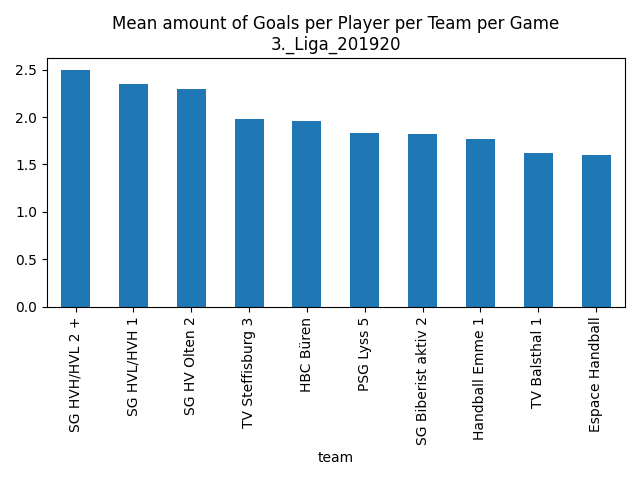 Mean amount of Goals per Player per Team per Game
3._Liga_201920
2.5
2.0
1.5
1.0
0.5
0.0
SG HVH/HVL 2 +
SG HVL/HVH 1
SG HV Olten 2
TV Steffisburg 3
HBC Büren
PSG Lyss 5
SG Biberist aktiv 2
Handball Emme 1
TV Balsthal 1
Espace Handball
team